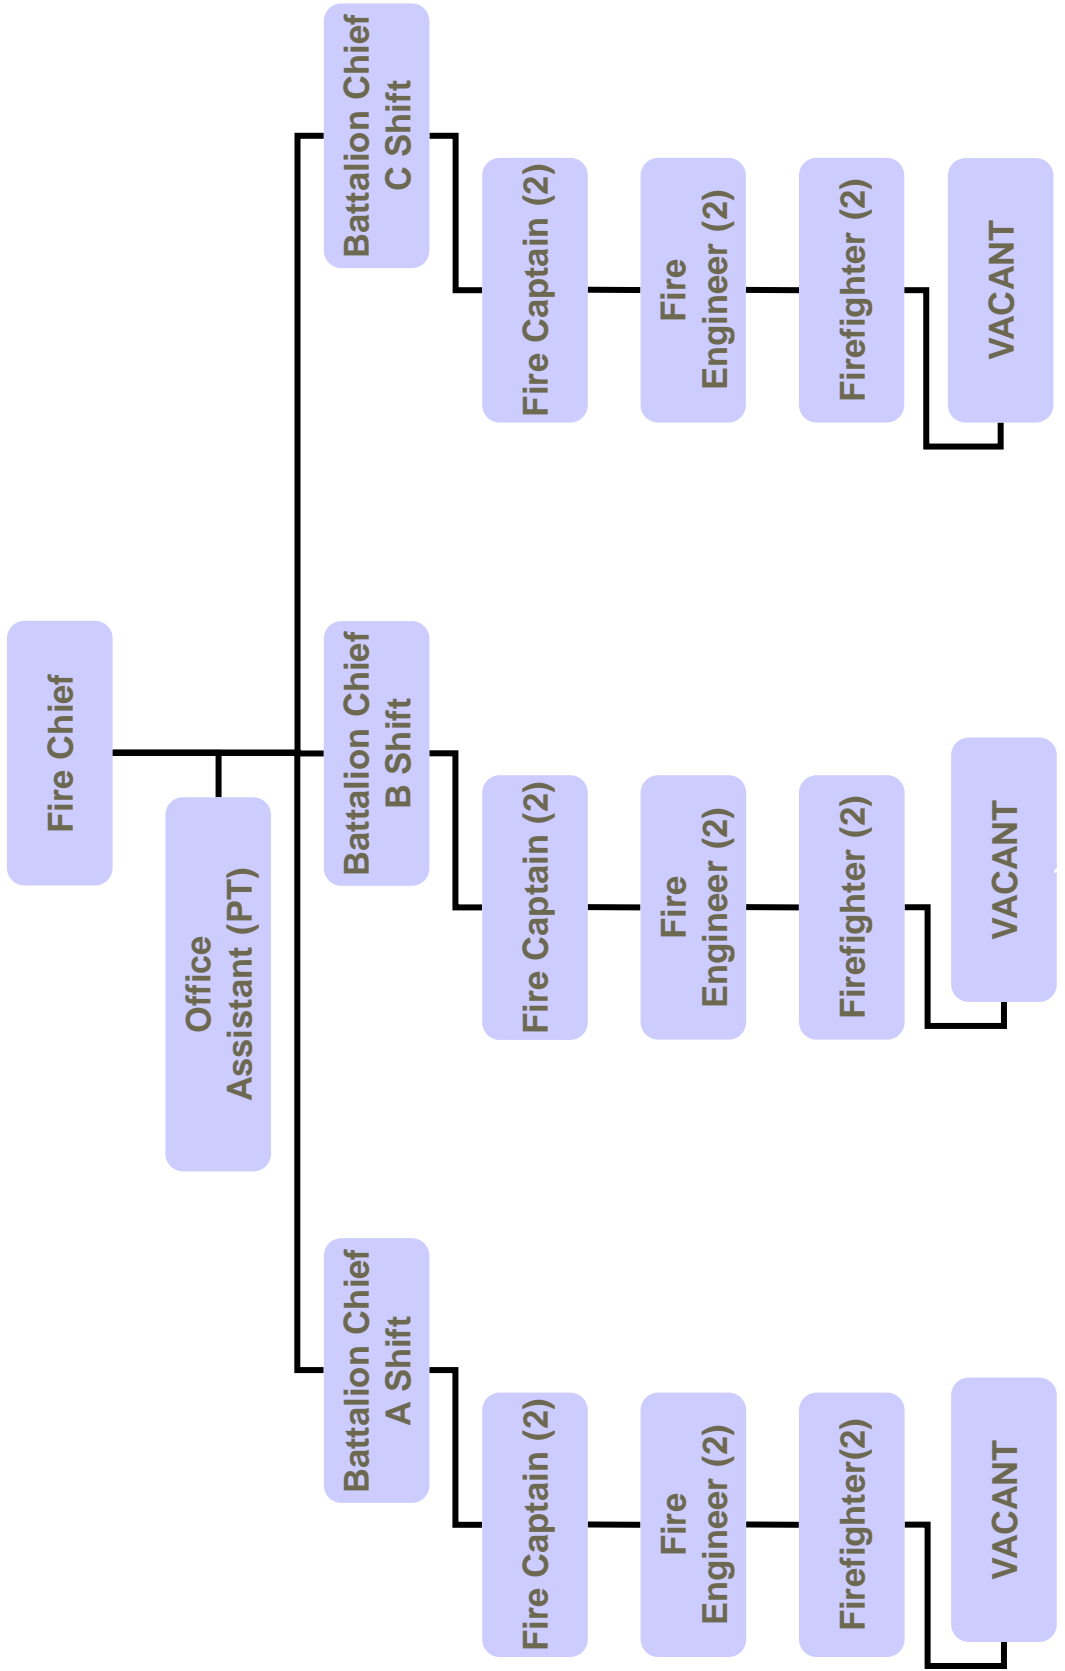 Fire Chief
Office
Assistant (PT)
Battalion Chief
A Shift
Battalion Chief
B Shift
Battalion Chief
C Shift
Fire Captain (2)
Fire Captain (2)
Fire Captain (2)
Fire
Engineer (2)
Fire
Engineer (2)
Fire
Engineer (2)
Firefighter(2)
Firefighter (2)
Firefighter (2)
VACANT
VACANT
VACANT